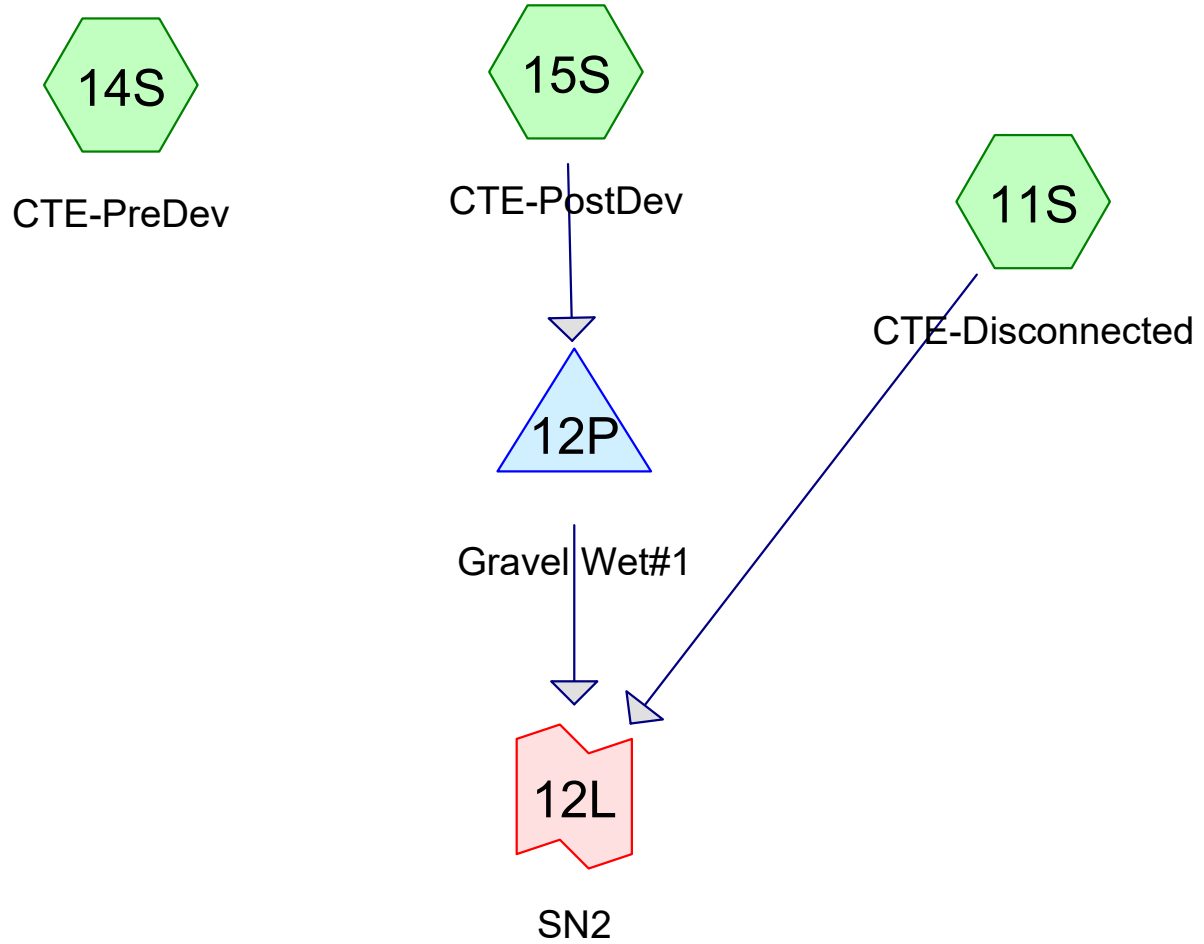 14S
CTE-PreDev
15S
CTE-PostDev
11S
CTE-Disconnected
12P
Gravel Wet#1
12L
SN2